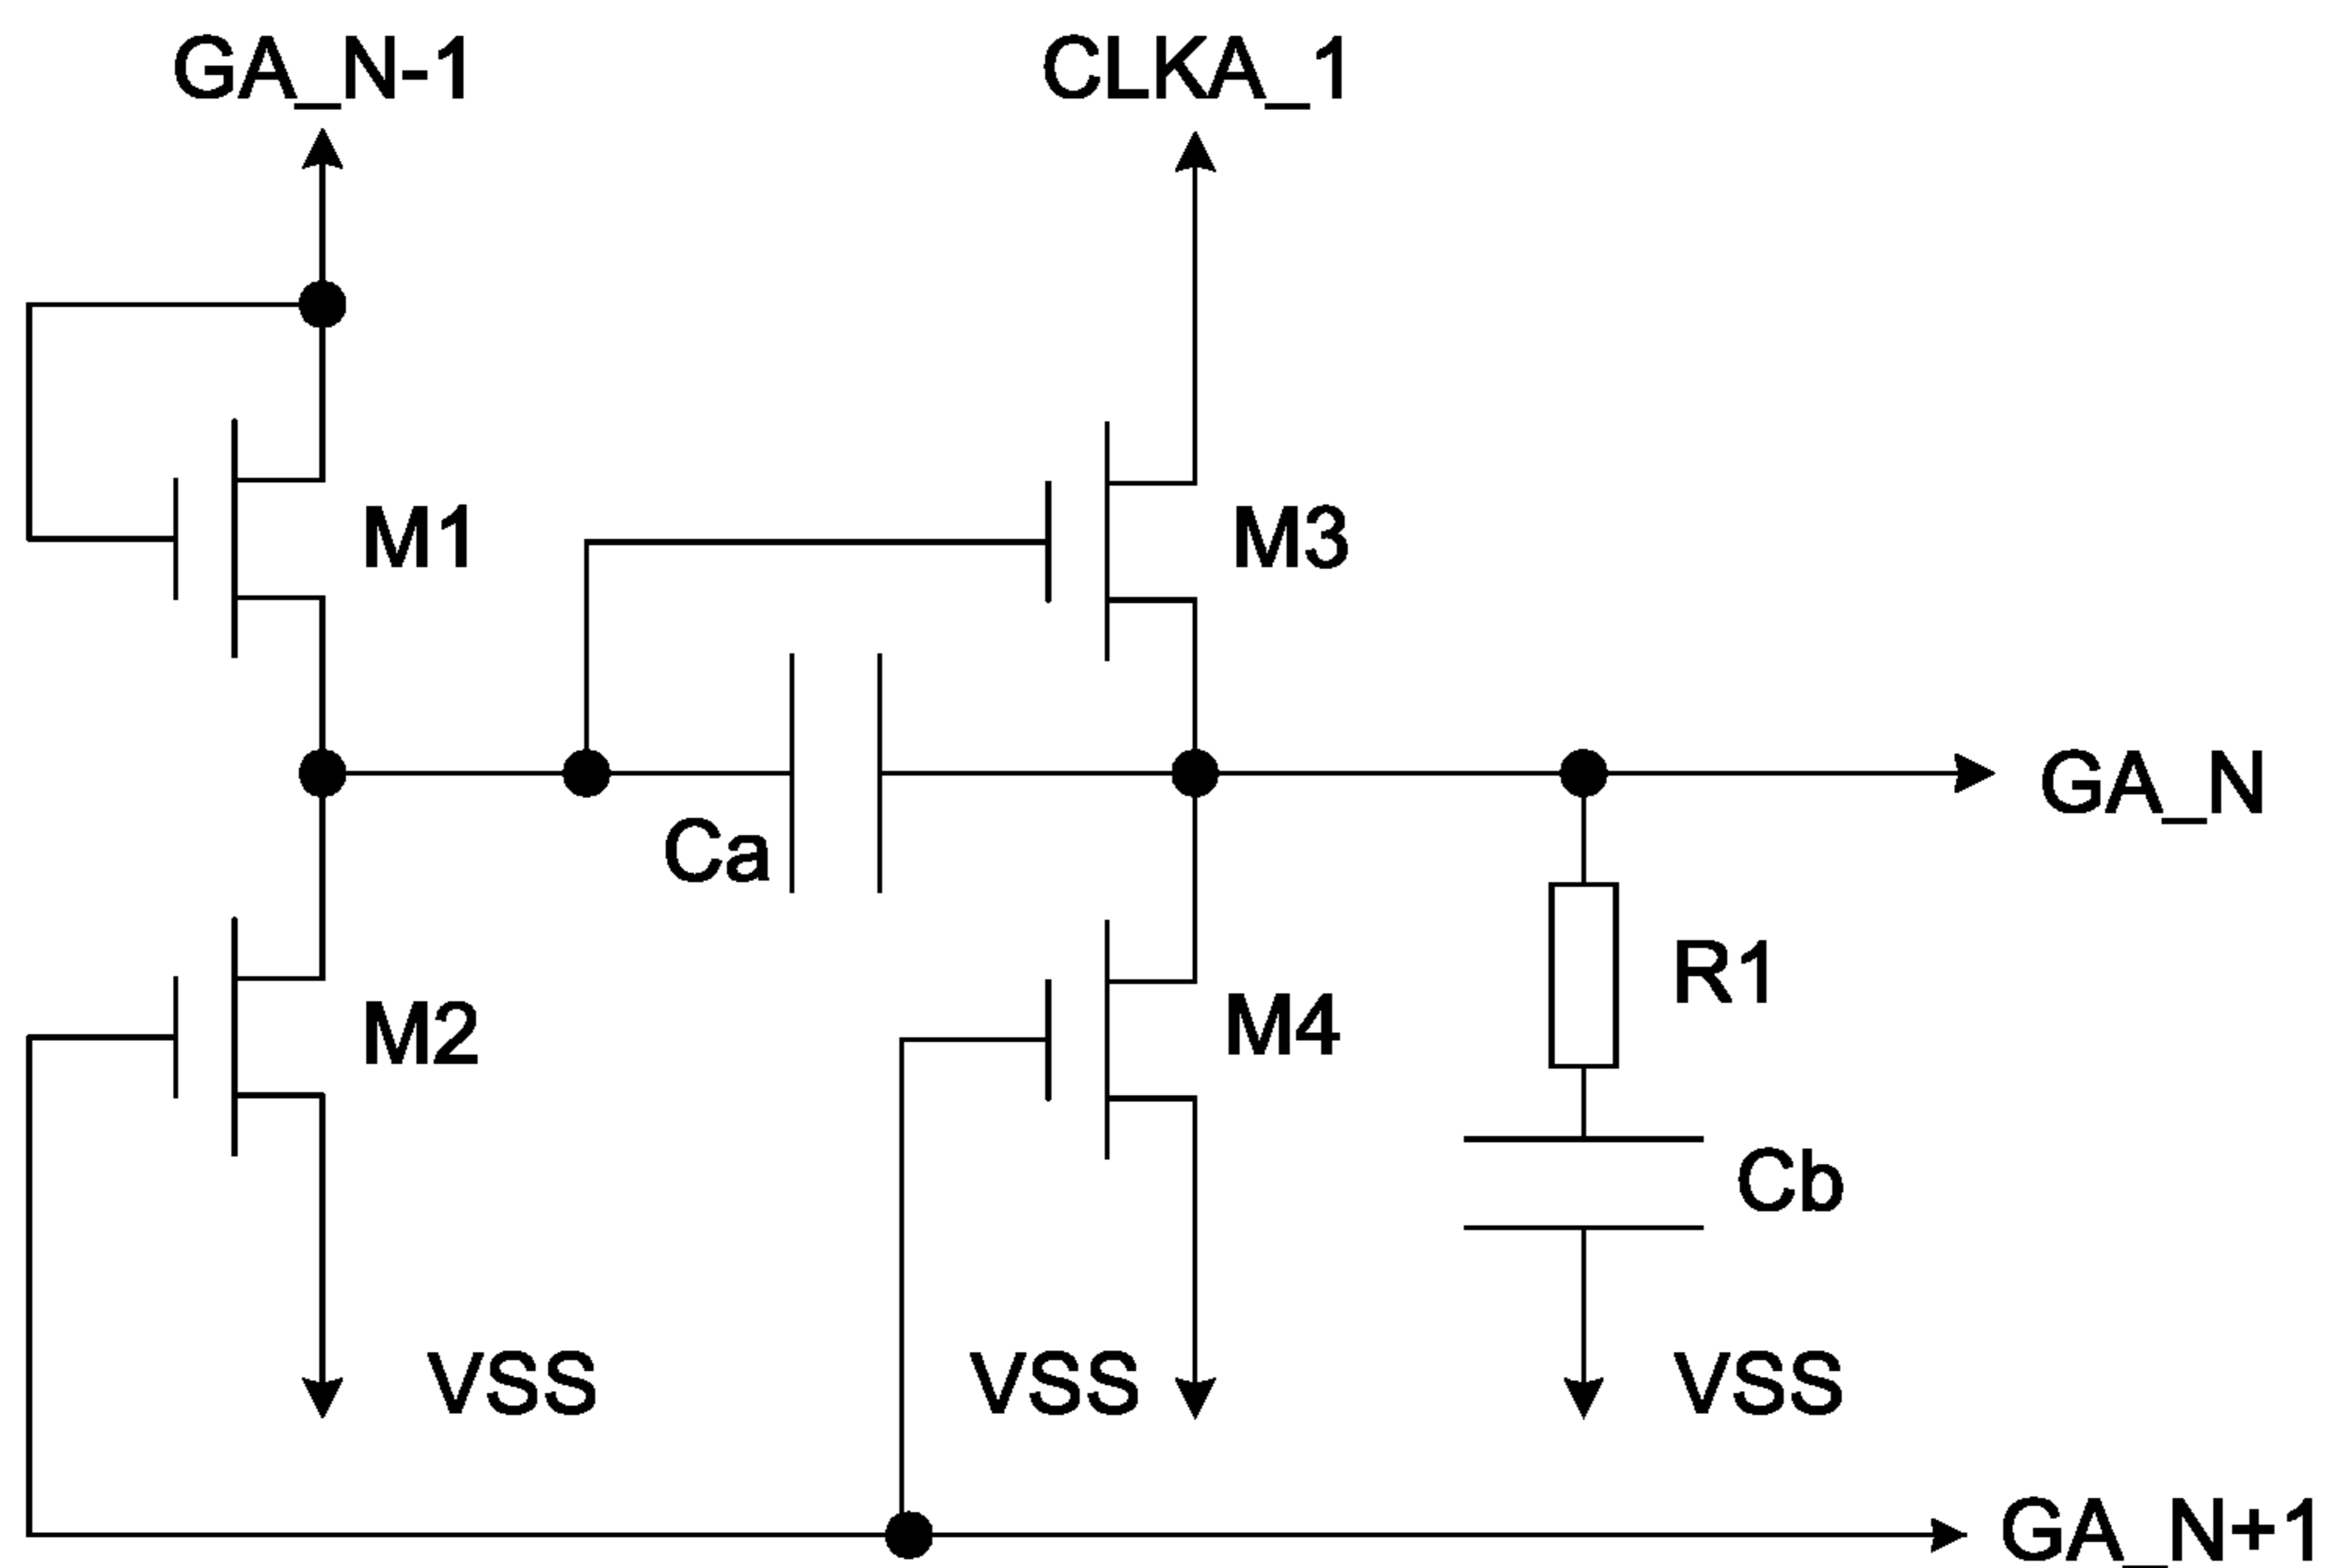 GA_N-1
CLKA_1
M1
M3
GA_N
Ca
M2
M4
R1
Cb
VSS
VSS
VSS
GA_N+1